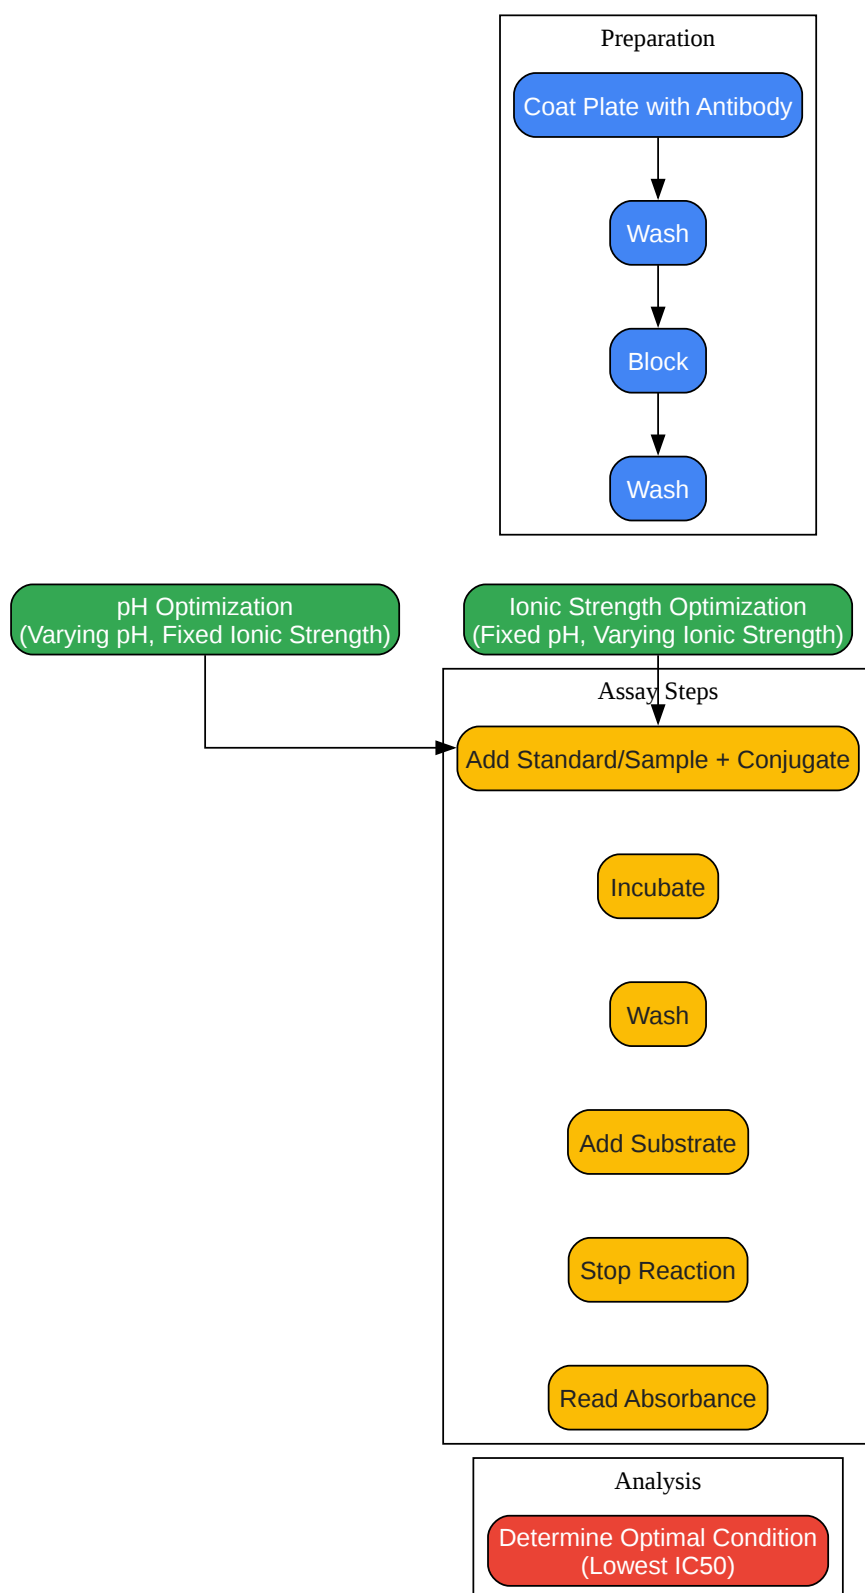 Preparation
Coat Plate with Antibody
Wash
Block
Wash
pH Optimization
(Varying pH, Fixed Ionic Strength)
Ionic Strength Optimization
(Fixed pH, Varying Ionic Strength)
Assay Steps
Add Standard/Sample + Conjugate
Incubate
Wash
Add Substrate
Stop Reaction
Read Absorbance
Analysis
Determine Optimal Condition
(Lowest IC50)